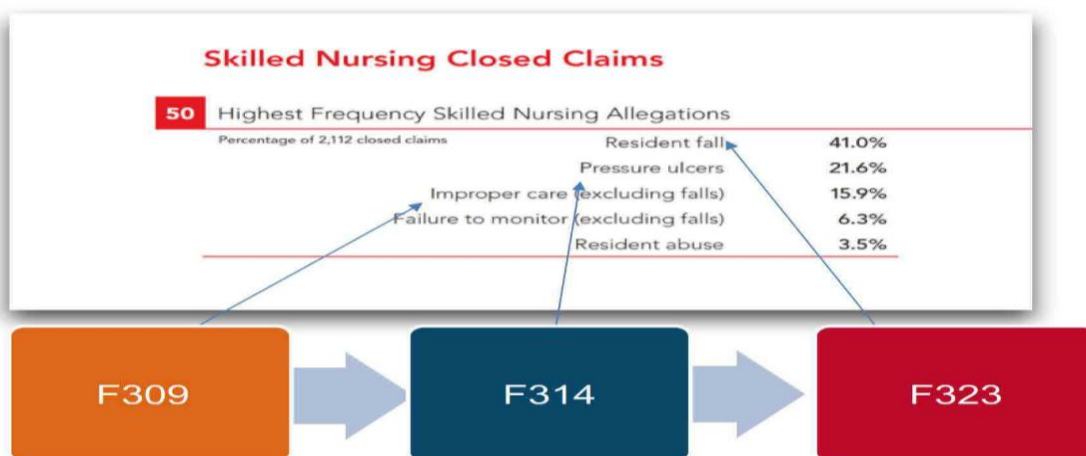 Skilled Nursing Closed Claims
50 Highest Frequency Skilled Nursing Allegations
Percentage of 2,112 closed claims Resident fall 41.0%
Pressure ulcers 21.6%
Improper care (excluding falls) 15.9%
Failure to monitor (excluding falls) 6.3%
Resident abuse 3.5%
F309 F314 F323